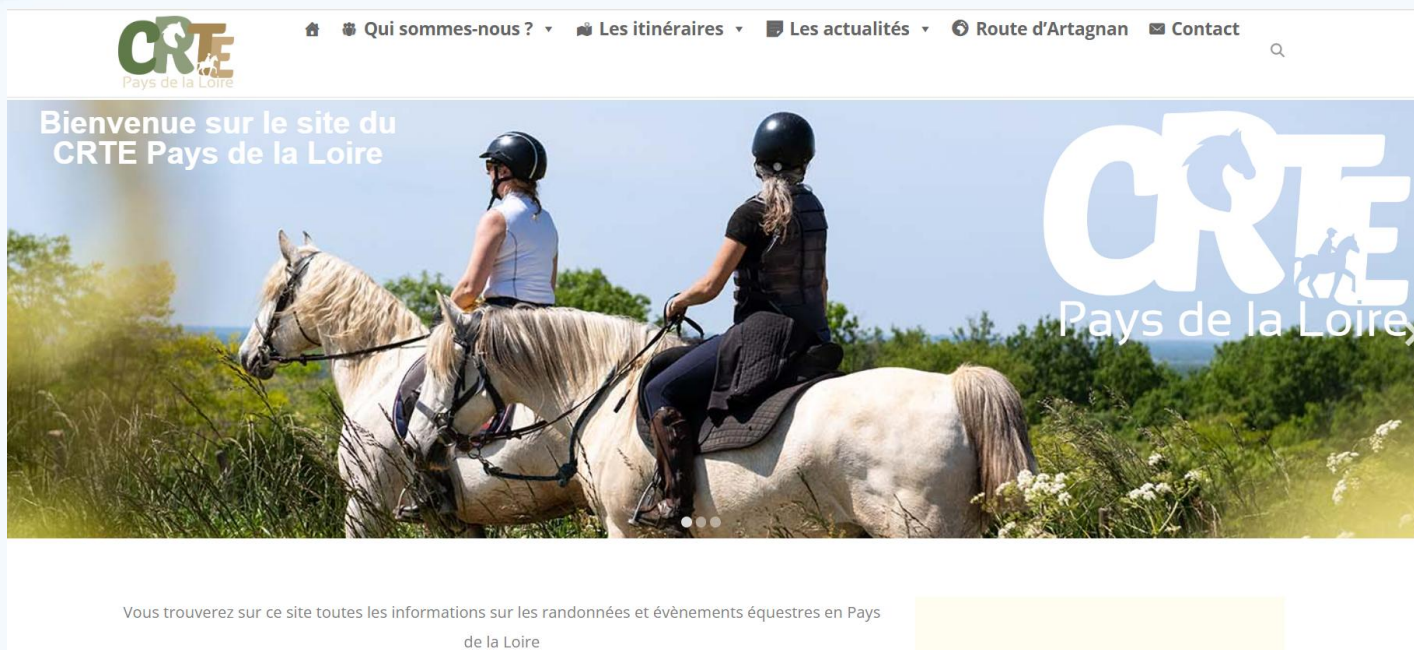 CRTE
Pays de la Loire
Qui sommes-nous ? Les itinéraires Les actualités Route d’Artagnan Contact
Bienvenue sur le site du
CRTE Pays de la Loire
CRTE
Pays de la Loire
Vous trouverez sur ce site toutes les informations sur les randonnées et évènements équestres en Pays
de la Loire